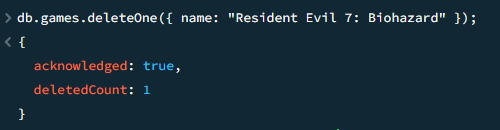 > db.games.deleteOne({ name: "Resident Evil 7: Biohazard" });
< {
acknowledged: true,
deletedCount: 1
}